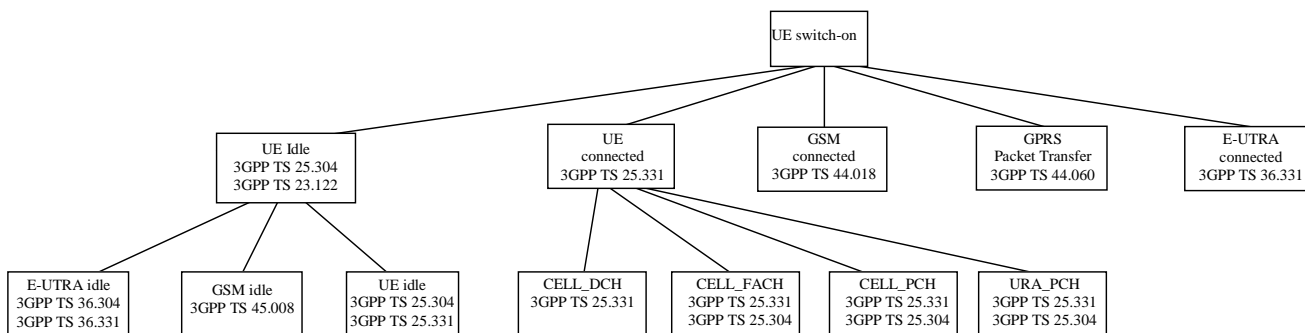 UE switch-on
UE Idle
3GPP TS 25.304
3GPP TS 23.122
UE
connected
3GPP TS 25.331
GSM
connected
3GPP TS 44.018
GPRS
Packet Transfer
3GPP TS 44.060
E-UTRA
connected
3GPP TS 36.331
E-UTRA idle
3GPP TS 36.304
3GPP TS 36.331
GSM idle
3GPP TS 45.008
UE idle
3GPP TS 25.304
3GPP TS 25.331
CELL_DCH
3GPP TS 25.331
CELL_FACH
3GPP TS 25.331
3GPP TS 25.304
CELL_PCH
3GPP TS 25.331
3GPP TS 25.304
URA_PCH
3GPP TS 25.331
3GPP TS 25.304